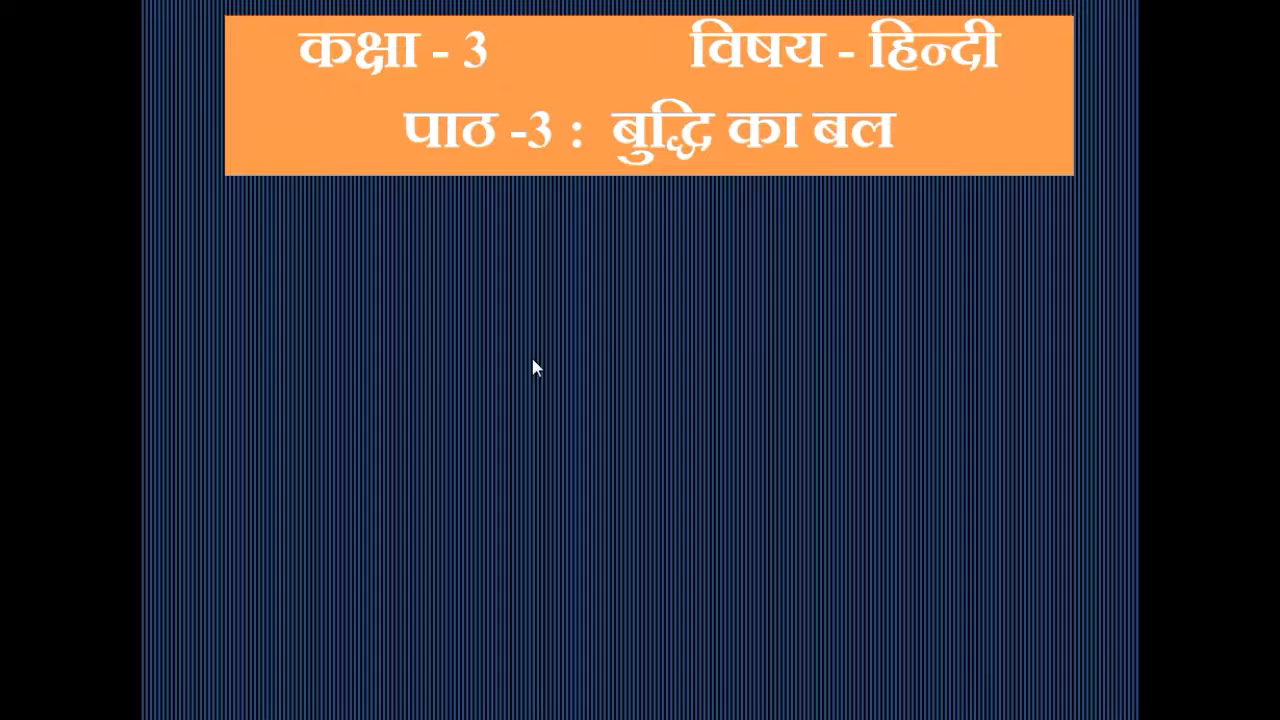 कक्षा - 3 विषय - हिन्दी
पाठ -3 : बुद्धि का बल